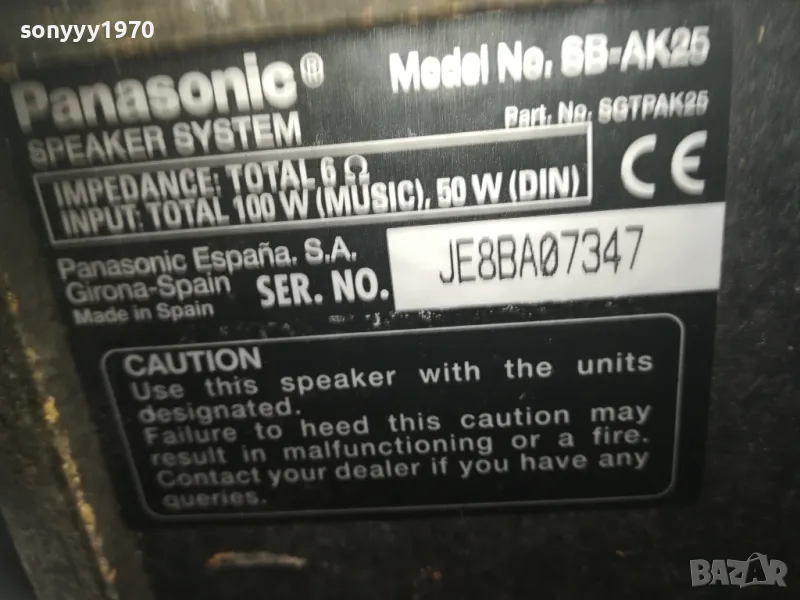 sonyyy1970
Panasonic® Model No. SB-AK25
SPEAKER SYSTEM Part. No. SGTPAK25
IMPEDANCE: TOTAL 6 Ω
INPUT: TOTAL 100 W (MUSIC), 50 W (DIN)
CE
Panasonic España. S.A.
Girona-Spain
Made in Spain
SER. NO. JE8BA07347
CAUTION
Use this speaker with the units
designated.
Failure to heed this caution may
result in malfunctioning or a fire.
Contact your dealer if you have any
queries.
BAZAR